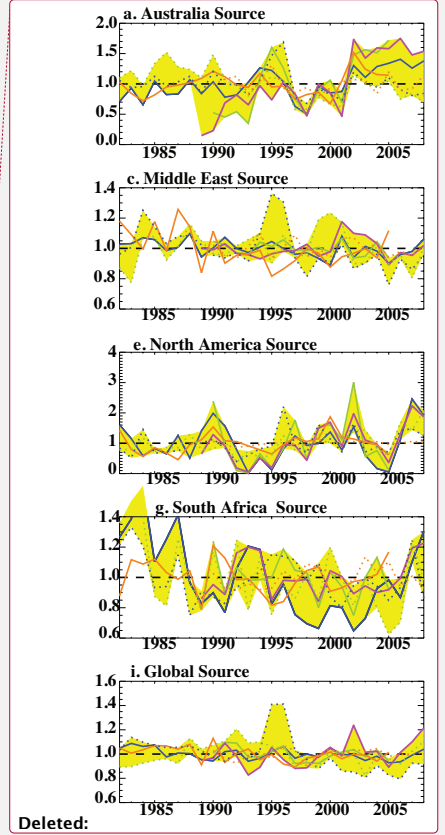 a. Australia Source
2.0
1.5
1.0
0.5
0.0
1985 1990 1995 2000 2005
c. Middle East Source
1.4
1.2
1.0
0.8
0.6
1985 1990 1995 2000 2005
e. North America Source
4
3
2
1
0
1985 1990 1995 2000 2005
g. South Africa Source
1.4
1.2
1.0
0.8
0.6
1985 1990 1995 2000 2005
i. Global Source
1.6
1.4
1.2
1.0
0.8
0.6
1985 1990 1995 2000 2005
Deleted: